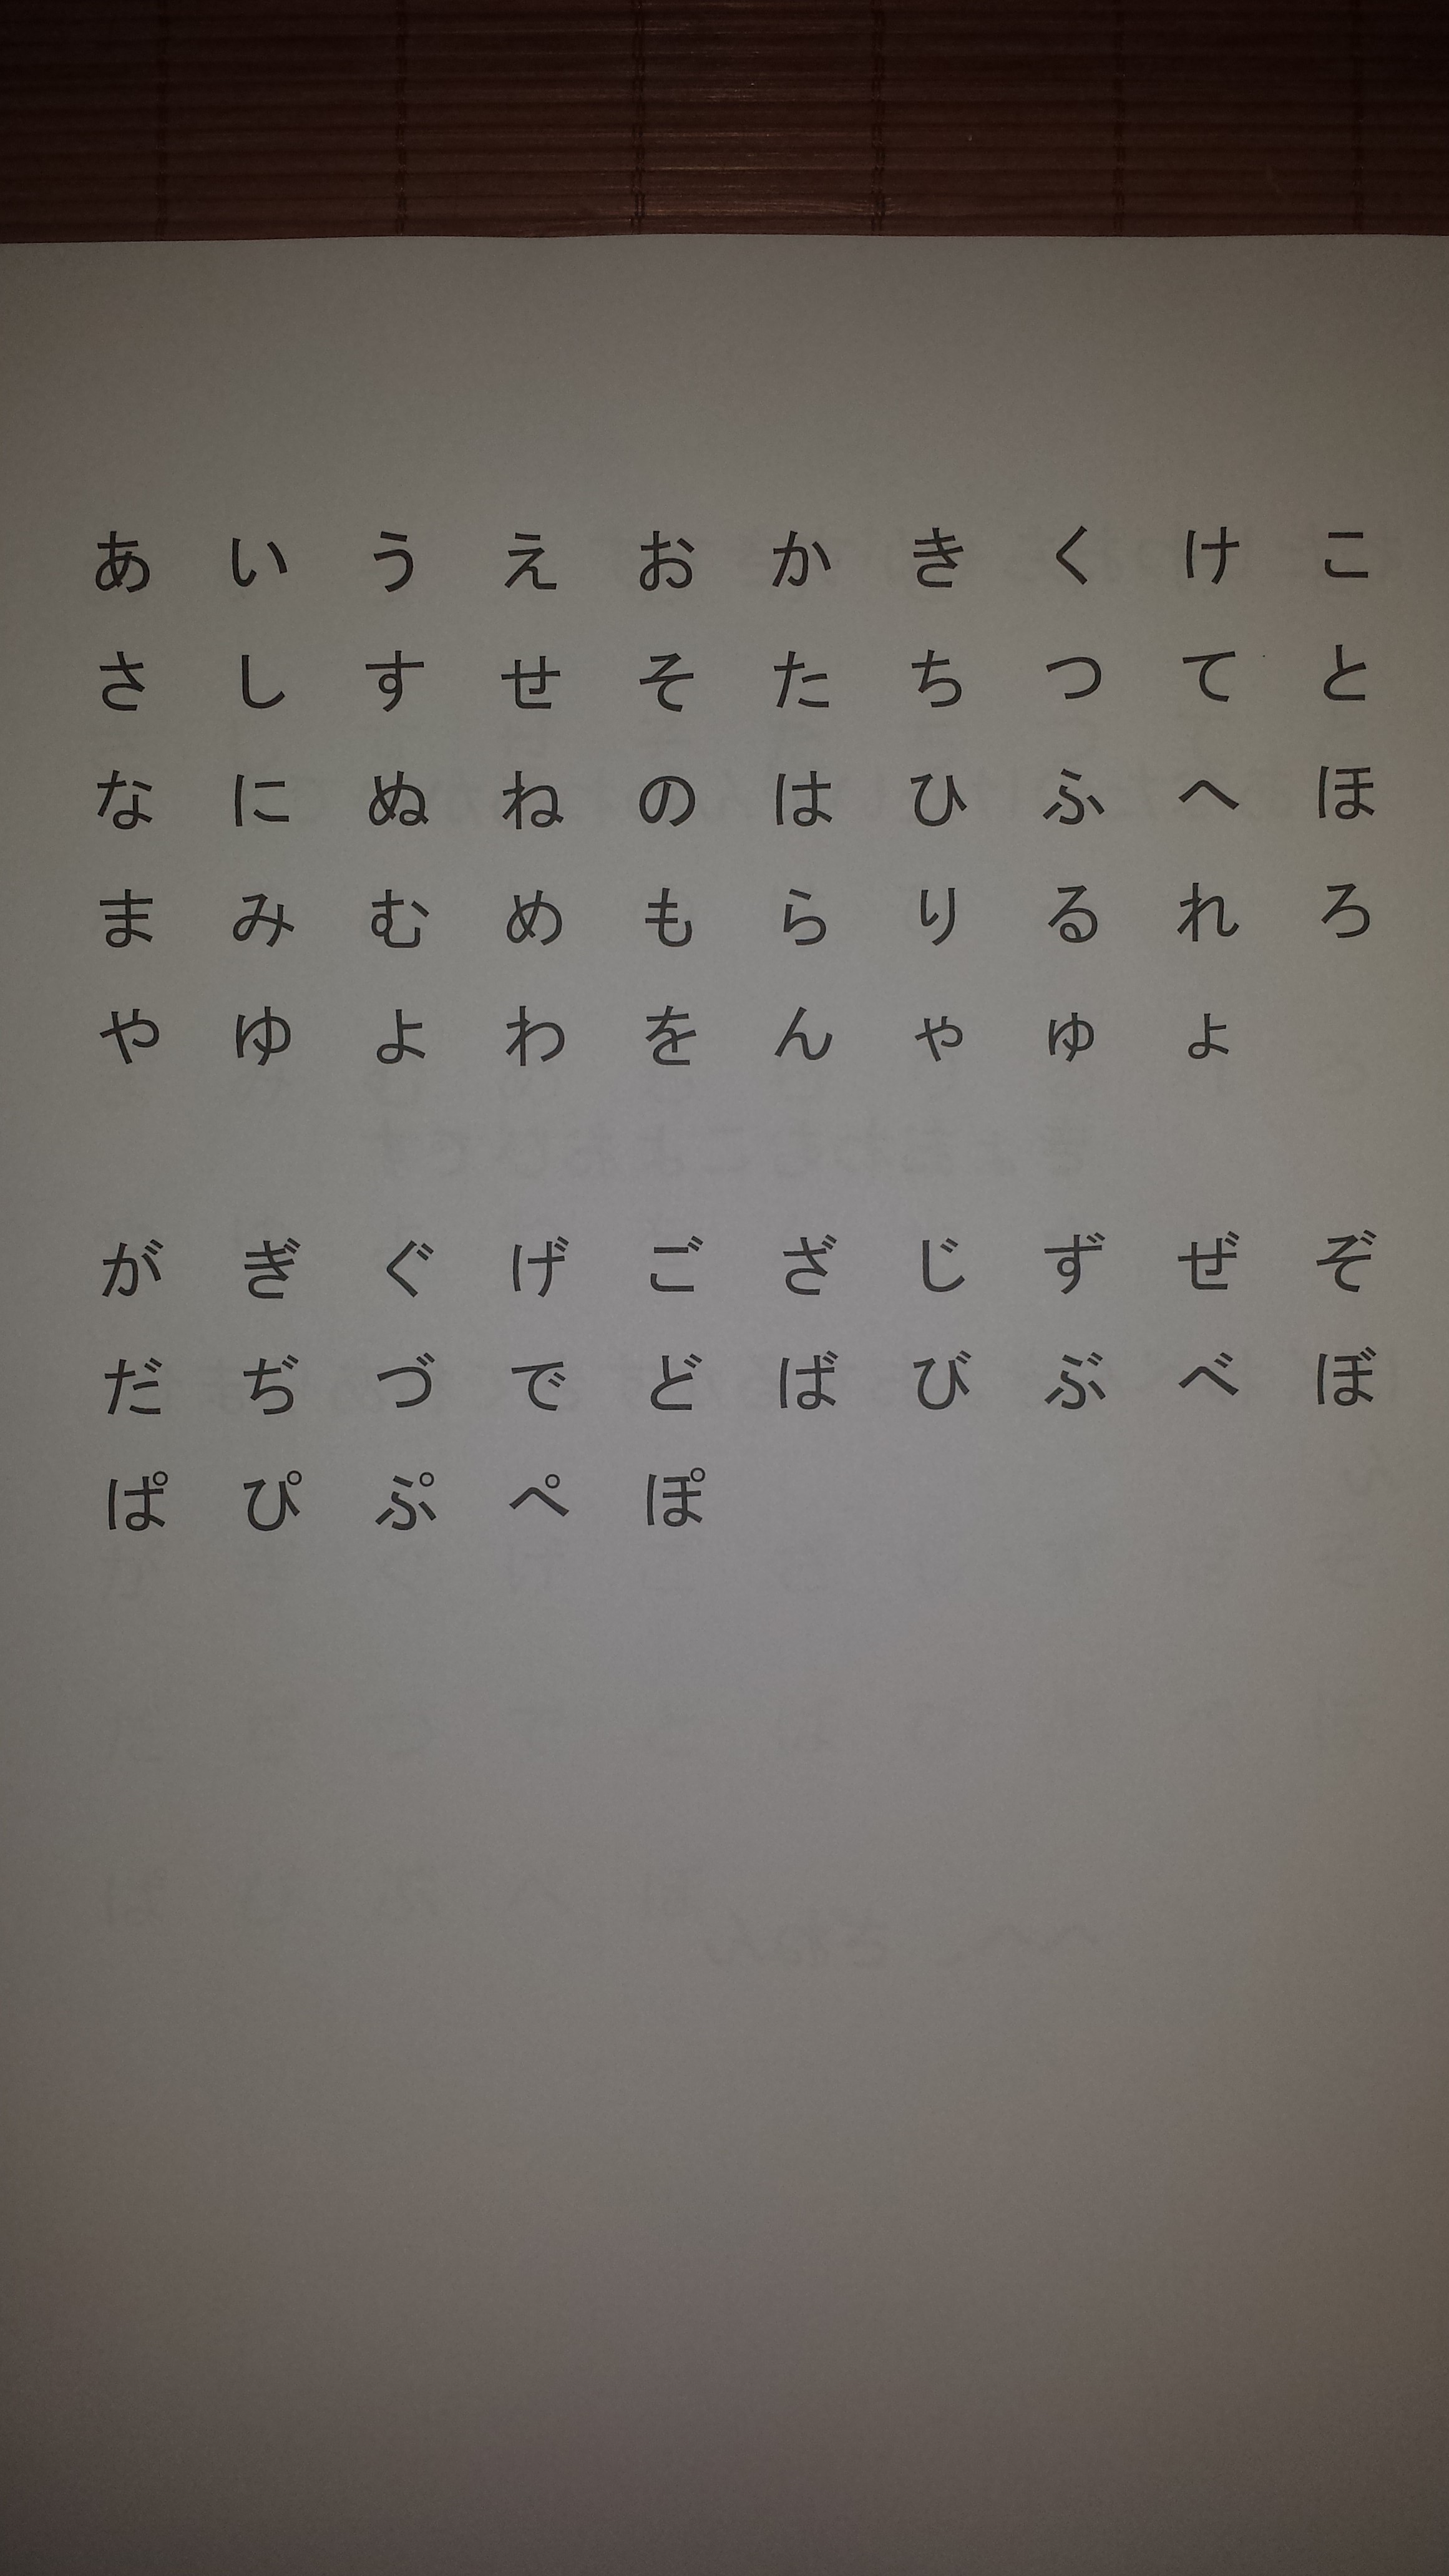 あ い う え お か き く け こ
さ し す せ そ た ち つ て と
な に ぬ ね の は ひ ふ へ ほ
ま み む め も ら り る れ ろ
や ゆ よ わ を ん ゃ ゅ ょ
が ぎ ぐ げ ご ざ じ ず ぜ ぞ
だ ぢ づ で ど ば び ぶ べ ぼ
ぱ ぴ ぷ ぺ ぽ